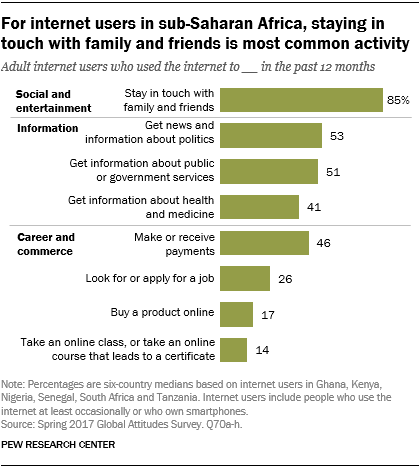 For internet users in sub-Saharan Africa, staying in
touch with family and friends is most common activity
Adult internet users who used the internet to __ in the past 12 months
Social and
entertainment
Stay in touch with
family and friends
85%
Information
Get news and
information about politics
53
Get information about public
or government services
51
Get information about health
and medicine
41
Career and
commerce
Make or receive
payments
46
Look for or apply for a job
26
Buy a product online
17
Take an online class, or take an online
course that leads to a certificate
14
Note: Percentages are six-country medians based on internet users in Ghana, Kenya,
Nigeria, Senegal, South Africa and Tanzania. Internet users include people who use the
internet at least occasionally or who own smartphones.
Source: Spring 2017 Global Attitudes Survey. Q70a-h.
PEW RESEARCH CENTER